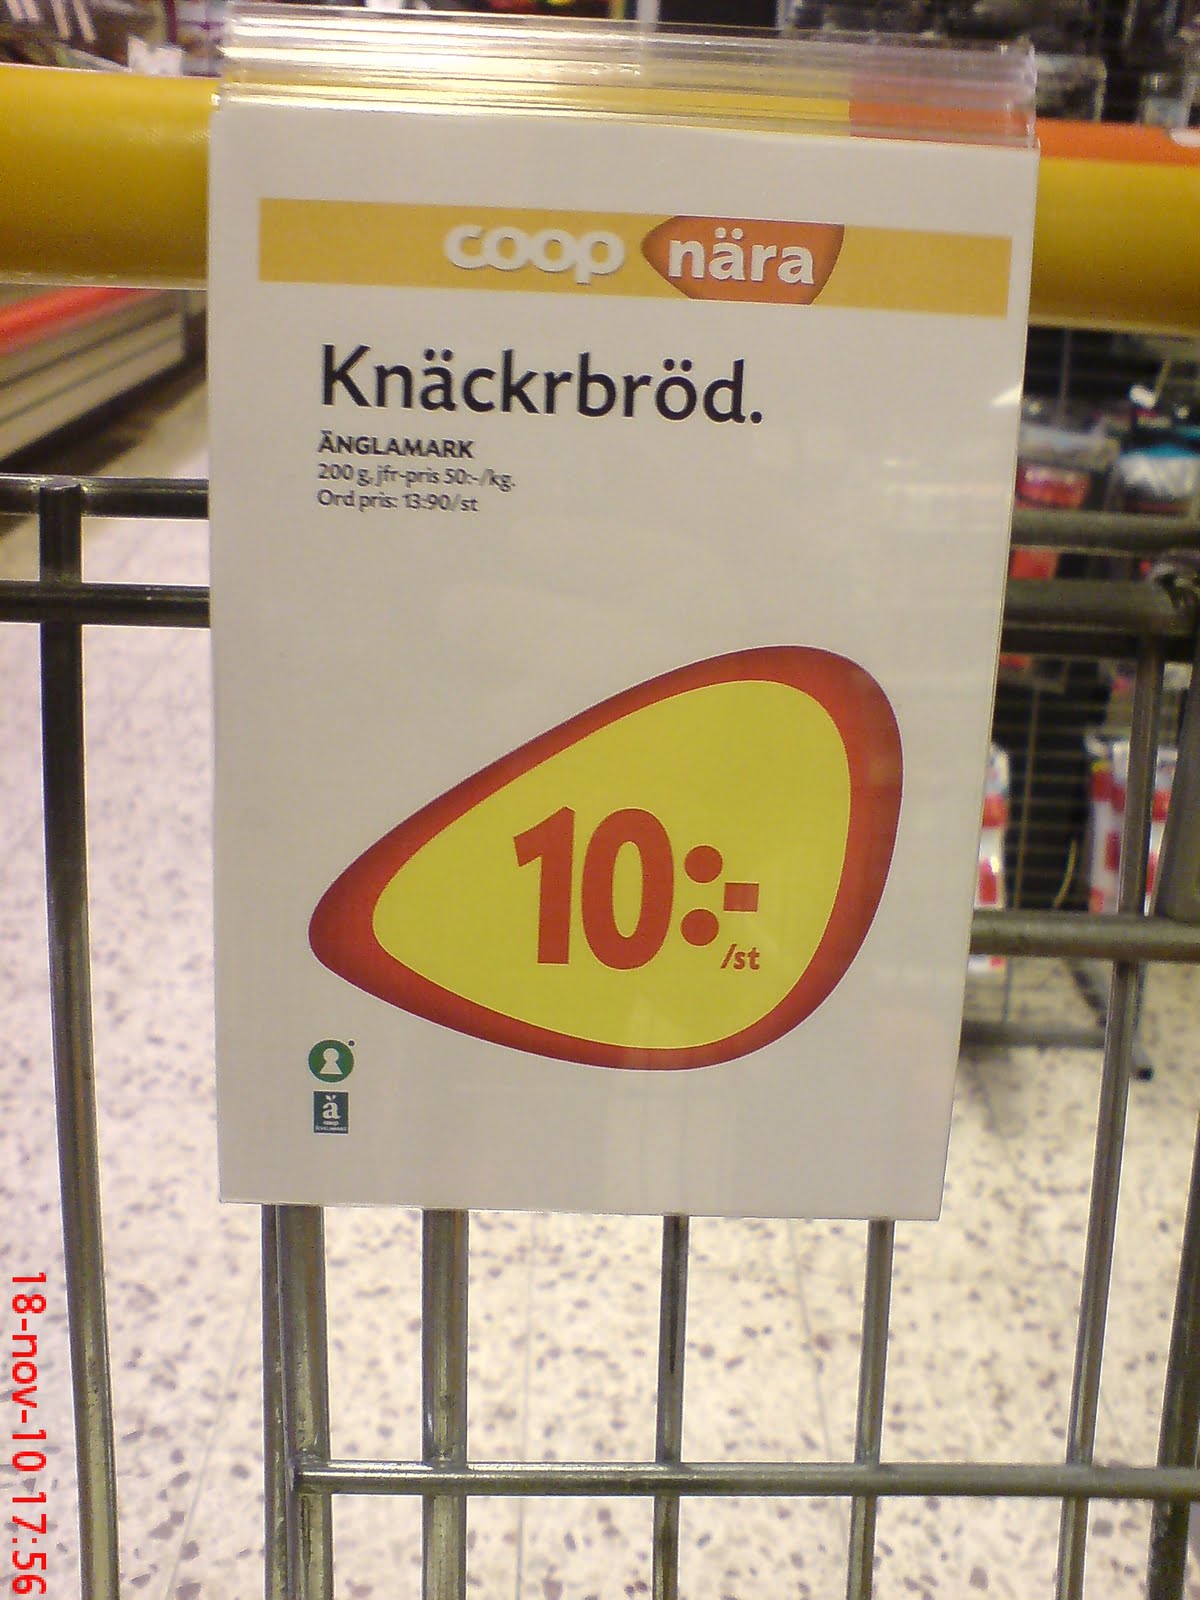 coop nära
Knäckrbröd.
ÄNGLAMARK
200 g, jfr-pris 50:-/kg.
Ord pris: 13:90/st
10:-
/st
ä
coop
18-nov-10 17:56